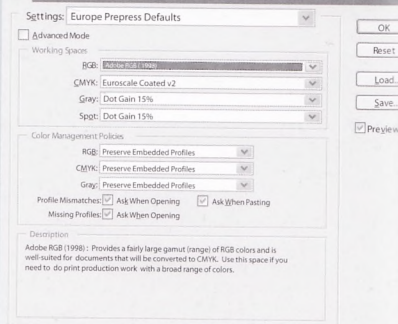 Settings: Europe Prepress Defaults
OK
Advanced Mode
Reset
Working Spaces
RGB: Adobe RGB (1998)
CMYK: Euroscale Coated v2
Load..
Gray: Dot Gain 15%
Save..
Spot: Dot Gain 15%
Preview
Color Management Policies
RGB: Preserve Embedded Profiles
CMYK: Preserve Embedded Profiles
Gray: Preserve Embedded Profiles
Profile Mismatches: Ask When Opening Ask When Pasting
Missing Profiles: Ask When Opening
Description
Adobe RGB (1998) : Provides a fairly large gamut (range) of RGB colors and is
well-suited for documents that will be converted to CMYK. Use this space if you
need to do print production work with a broad range of colors.